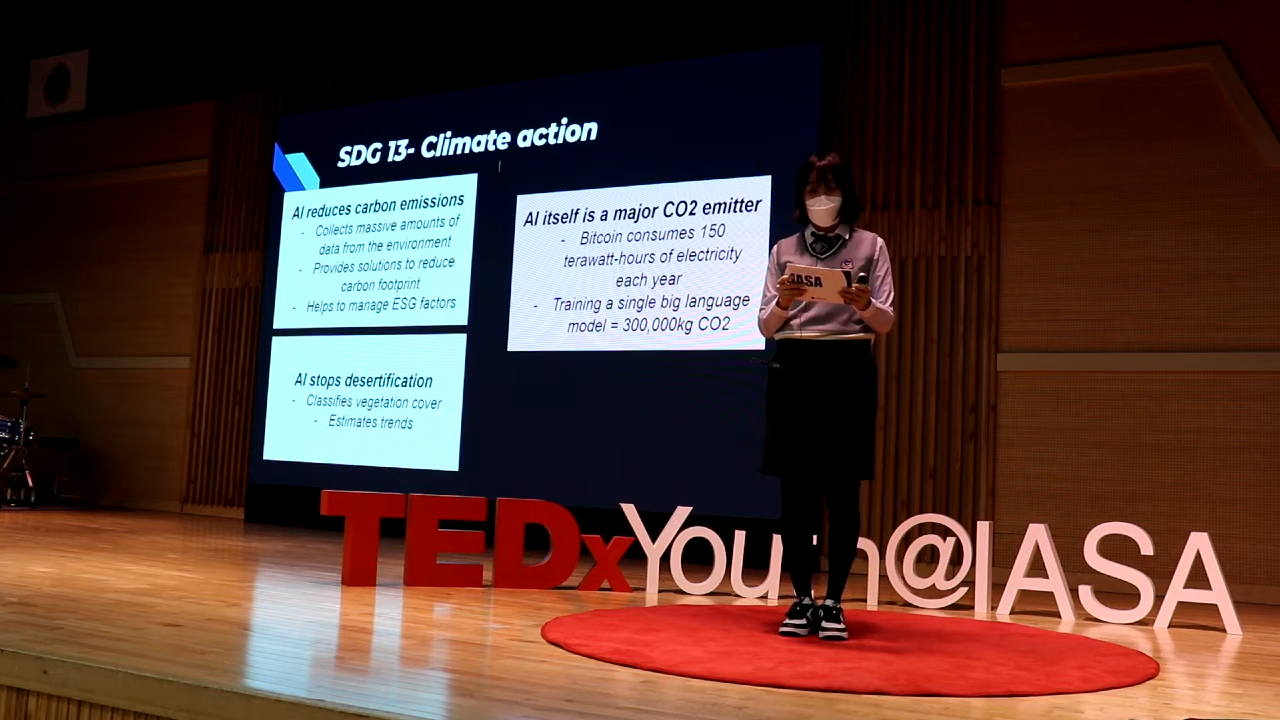 SDG 13- Climate action
AI reduces carbon emissions
- Collects massive amounts of
data from the environment
- Provides solutions to reduce
carbon footprint
- Helps to manage ESG factors
AI stops desertification
- Classifies vegetation cover
- Estimates trends
AI itself is a major CO2 emitter
- Bitcoin consumes 150
terawatt-hours of electricity
each year
- Training a single big language
model = 300,000kg CO2
IASA
TEDxYouth@IASA